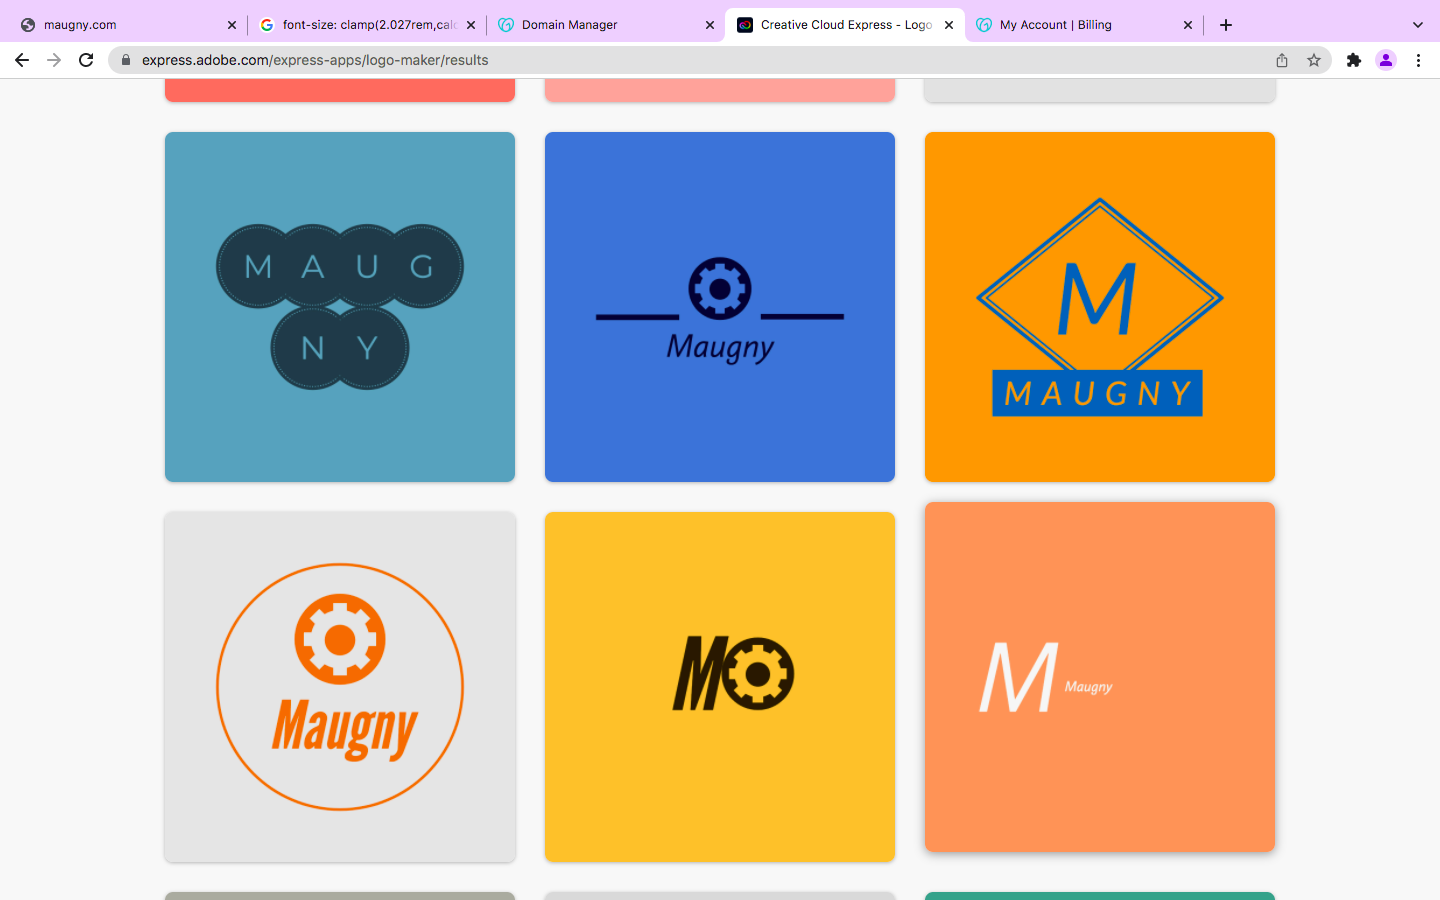 maugny.com
font-size: clamp(2.027rem,calc
Domain Manager
Creative Cloud Express - Logo
My Account | Billing
express.adobe.com/express-apps/logo-maker/results
M A U G
N Y
Maugny
M
MAUGNY
Maugny
M
M
Maugny